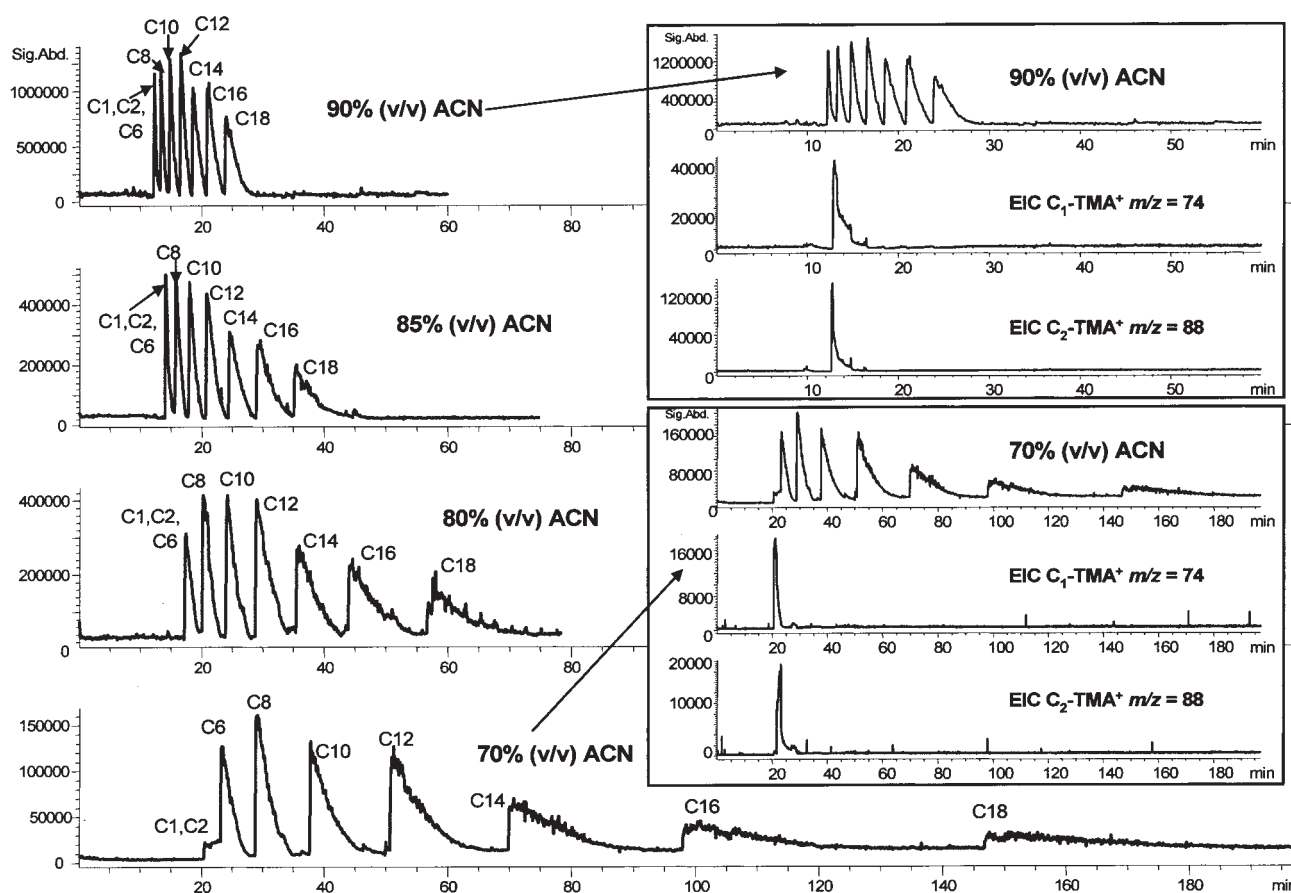 C10
C12
Sig.Abd.
C8
1000000
C14
C1,C2,
C6
C16
90% (v/v) ACN
C18
500000
0
20 40 60 80
C8
C10
400000
C12
C1,C2,
C6
C14
C16
85% (v/v) ACN
C18
200000
0
20 40 60 80
C8 C10
400000
C12
C1,C2,
C6
80% (v/v) ACN
C14
C16
C18
200000
0
20 40 60 80
C8
C6
150000
C10
C12
70% (v/v) ACN
100000
C14
C16
C18
50000
C1,C2
0
20 40 60 80 100 120 140 160 180 min
Sig.Abd.
1200000
90% (v/v) ACN
400000
0
10 20 30 40 50 min
40000
EIC C₁-TMA⁺ m/z = 74
20000
0
10 20 30 40 50 min
120000
EIC C₂-TMA⁺ m/z = 88
40000
0
10 20 30 40 50 min
Sig.Abd.
160000
70% (v/v) ACN
80000
0
20 40 60 80 100 120 140 160 180 min
16000
EIC C₁-TMA⁺ m/z = 74
8000
0
20 40 60 80 100 120 140 160 180 min
20000
EIC C₂-TMA⁺ m/z = 88
10000
0
20 40 60 80 100 120 140 160 180 min